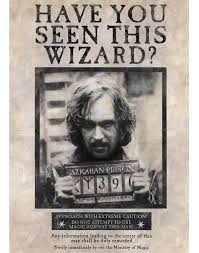 HAVE YOU
SEEN THIS
WIZARD?
AZKABAN PRISON
390
APPROACH WITH EXTREME CAUTION!
DO NOT ATTEMPT TO USE
MAGIC AGAINST THIS MAN!
Any information leading to the arrest of this
man shall be duly rewarded
Notify immediately by owl the Ministry of Magic